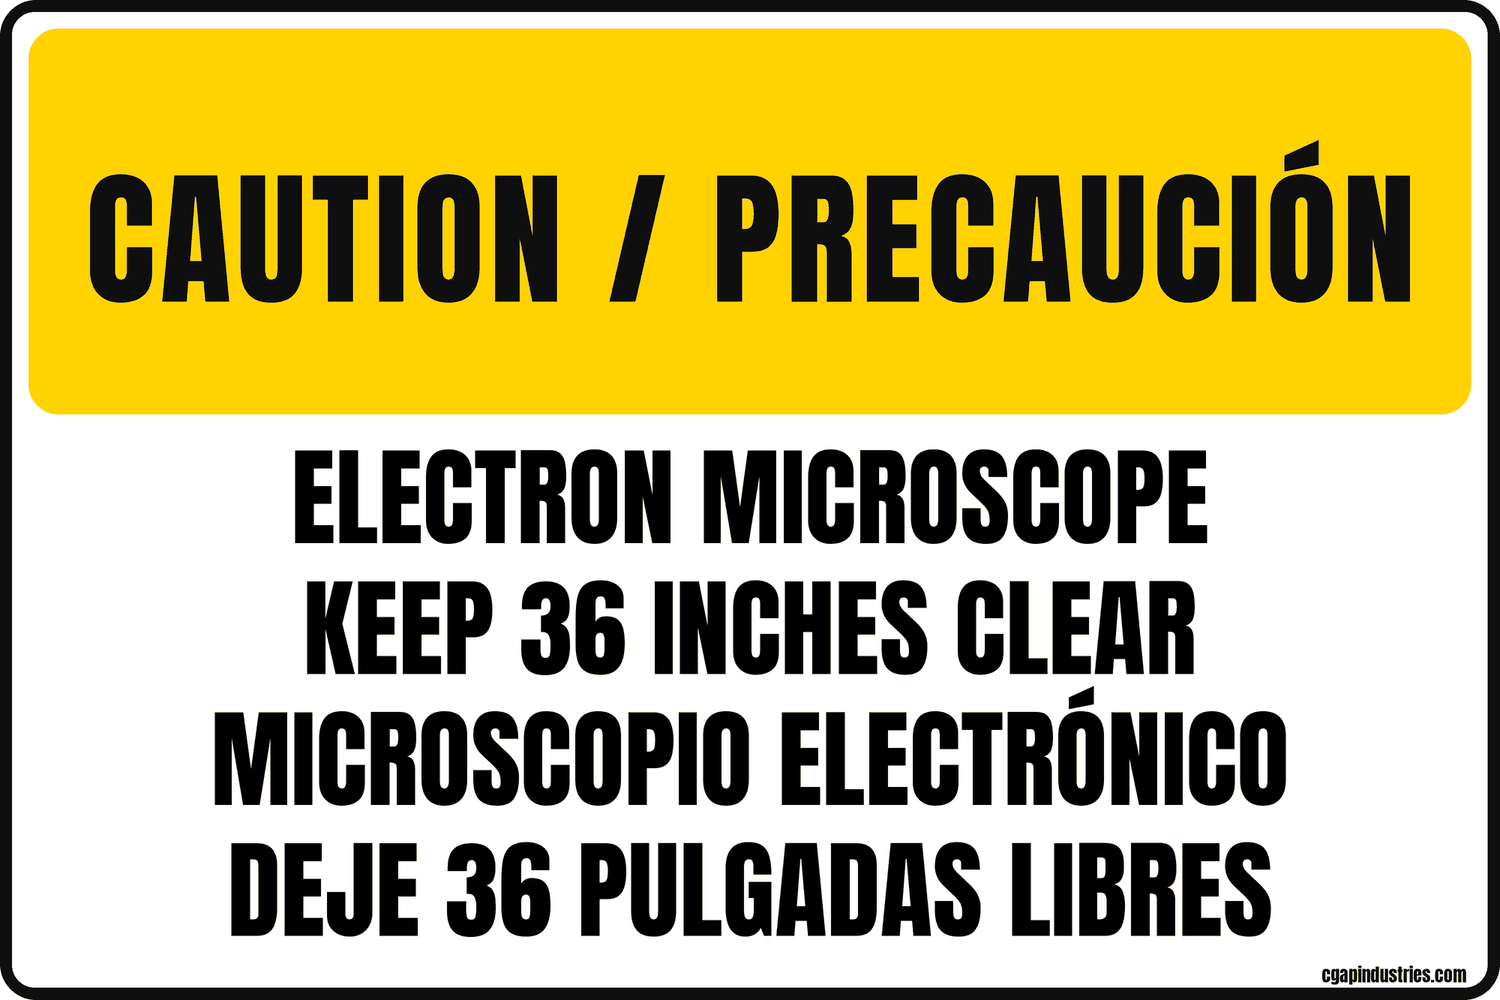 CAUTION / PRECAUCIÓN
ELECTRON MICROSCOPE
KEEP 36 INCHES CLEAR
MICROSCOPIO ELECTRÓNICO
DEJE 36 PULGADAS LIBRES
cgapindustries.com